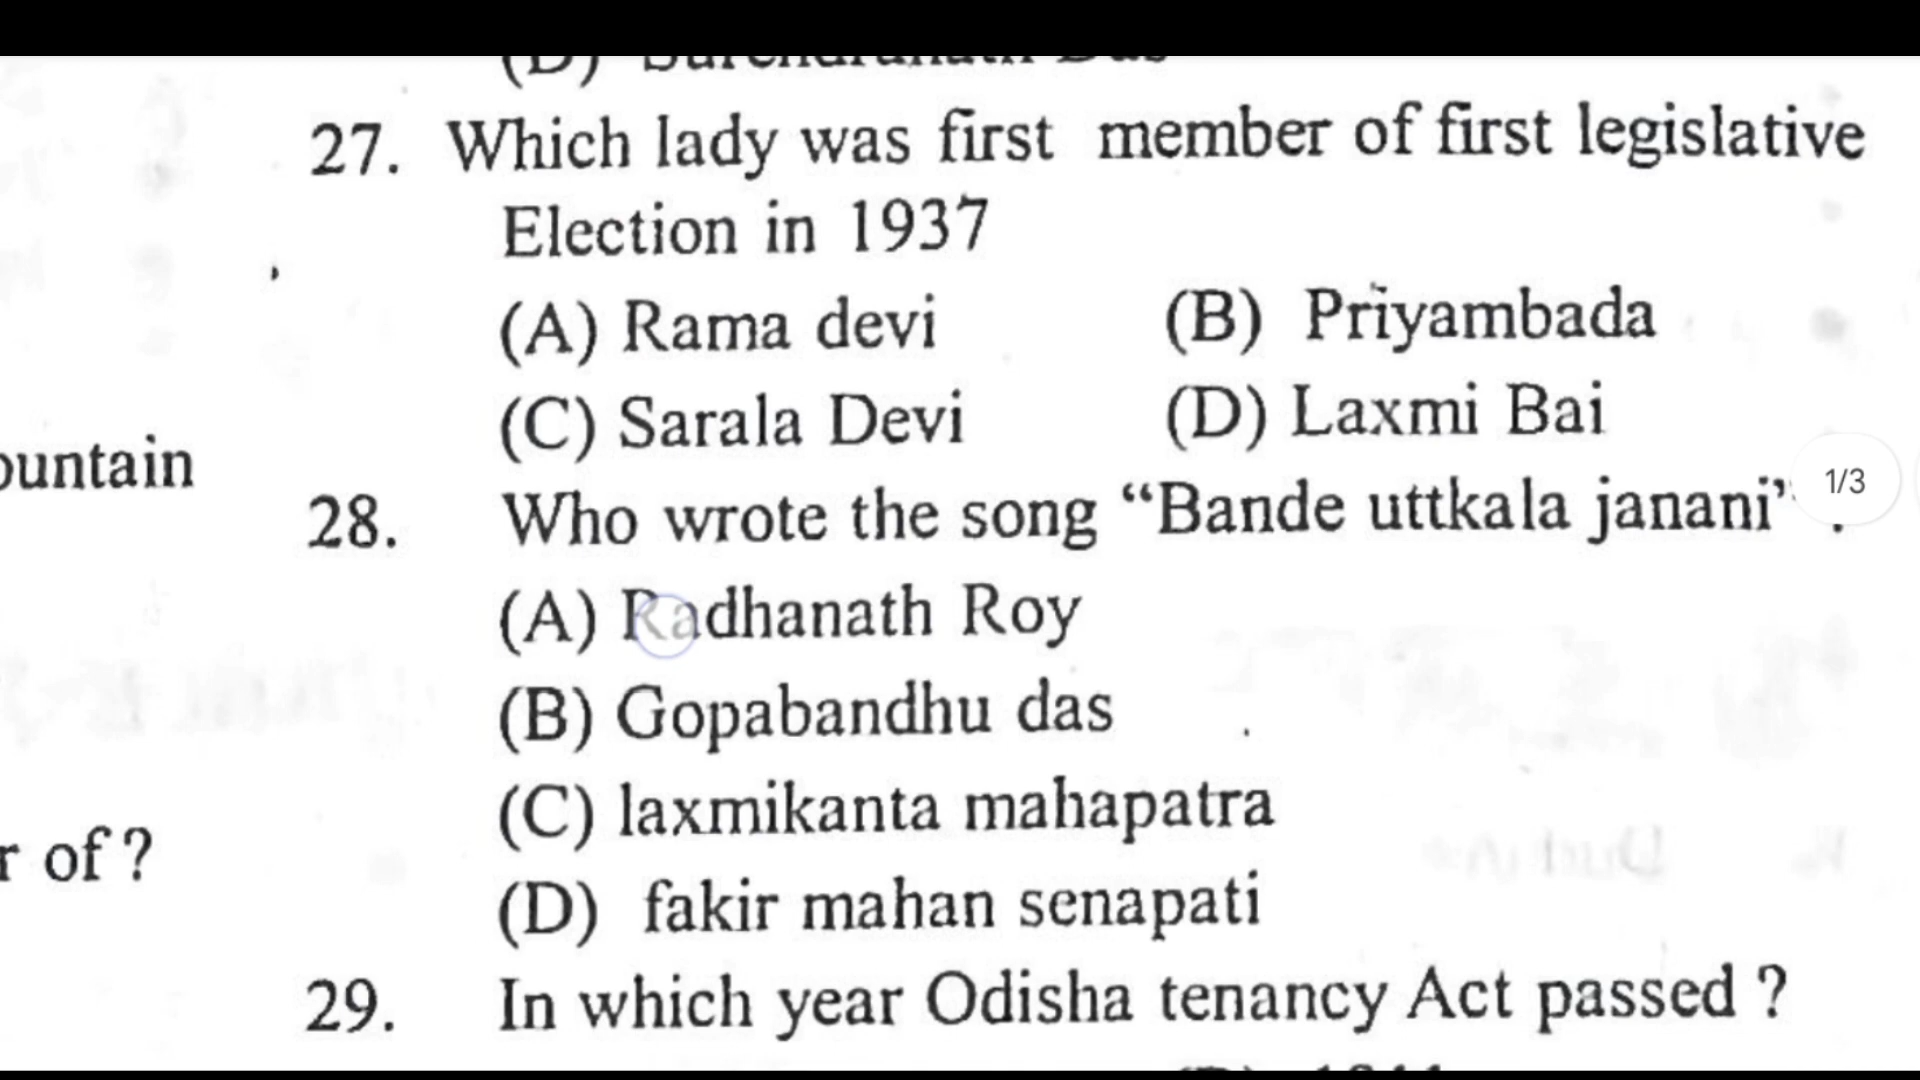 (D) Surendranath Das
27. Which lady was first member of first legislative
Election in 1937
(A) Rama devi (B) Priyambada
(C) Sarala Devi (D) Laxmi Bai
ountain
1/3
28. Who wrote the song “Bande uttkala janani”
(A) Radhanath Roy
(B) Gopabandhu das
(C) laxmikanta mahapatra
r of ?
(D) fakir mahan senapati
29. In which year Odisha tenancy Act passed ?